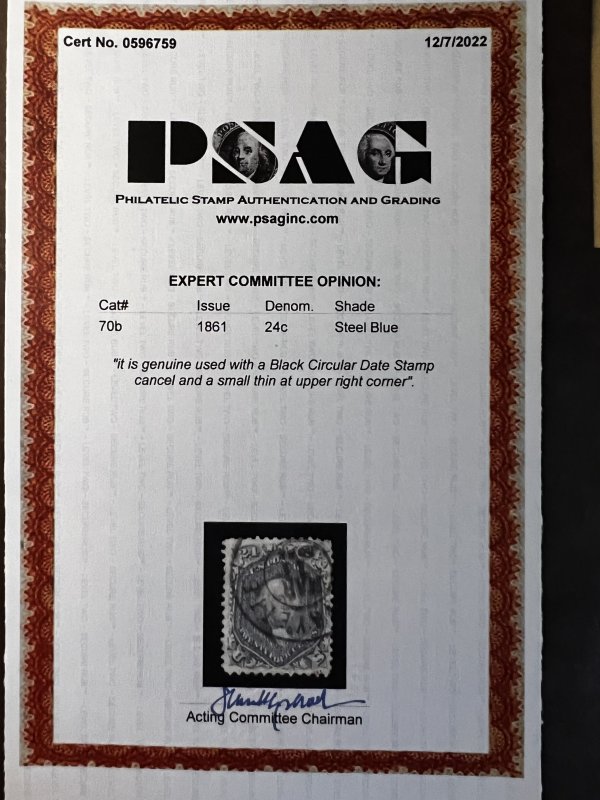 Cert No. 0596759 12/7/2022
PSAG
PHILATELIC STAMP AUTHENTICATION AND GRADING
www.psaginc.com
EXPERT COMMITTEE OPINION:
Cat# Issue Denom. Shade
70b 1861 24c Steel Blue
"it is genuine used with a Black Circular Date Stamp
cancel and a small thin at upper right corner".
24
Acting Committee Chairman